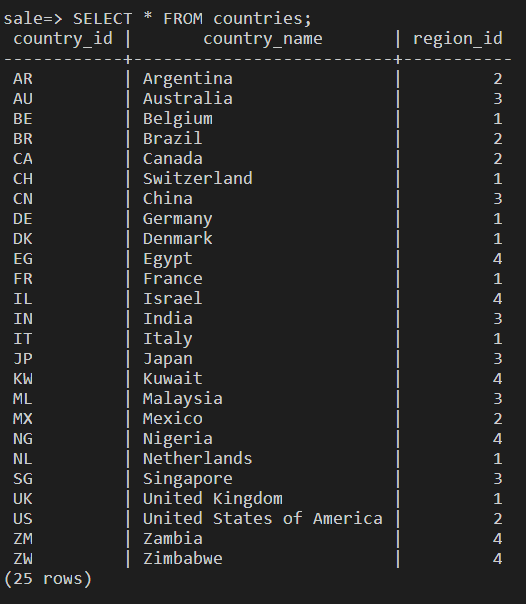 sale=> SELECT * FROM countries;
 country_id |       country_name       | region_id
------------+--------------------------+-----------
 AR         | Argentina                |         2
 AU         | Australia                |         3
 BE         | Belgium                  |         1
 BR         | Brazil                   |         2
 CA         | Canada                   |         2
 CH         | Switzerland              |         1
 CN         | China                    |         3
 DE         | Germany                  |         1
 DK         | Denmark                  |         1
 EG         | Egypt                    |         4
 FR         | France                   |         1
 IL         | Israel                   |         4
 IN         | India                    |         3
 IT         | Italy                    |         1
 JP         | Japan                    |         3
 KW         | Kuwait                   |         4
 ML         | Malaysia                 |         3
 MX         | Mexico                   |         2
 NG         | Nigeria                  |         4
 NL         | Netherlands              |         1
 SG         | Singapore                |         3
 UK         | United Kingdom           |         1
 US         | United States of America |         2
 ZM         | Zambia                   |         4
 ZW         | Zimbabwe                 |         4
(25 rows)